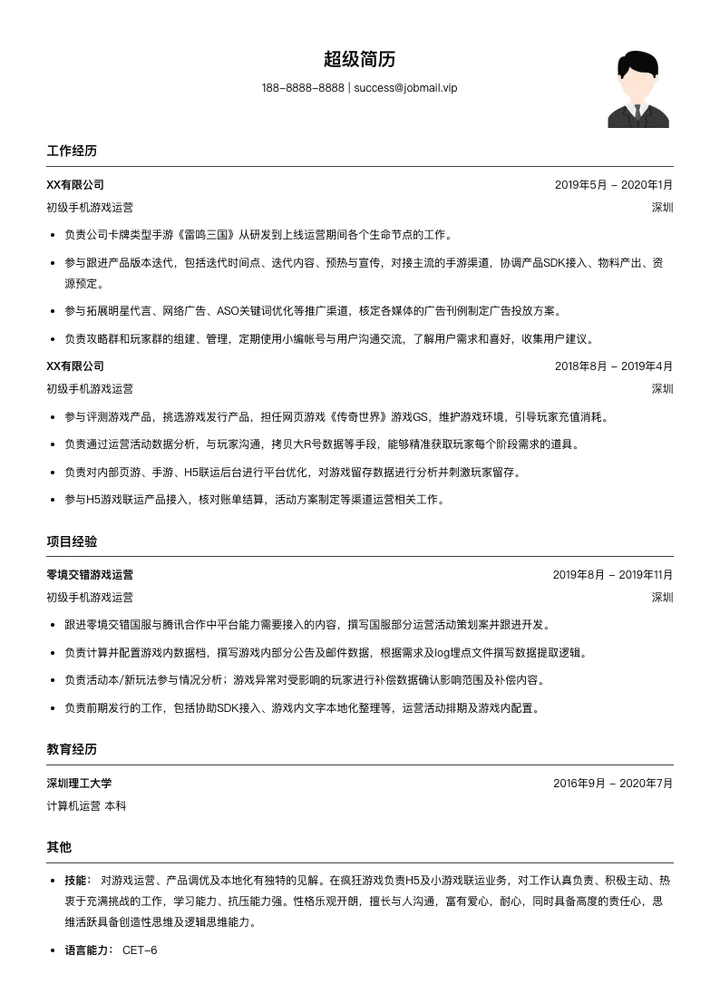 超级简历
188-8888-8888 | success@jobmail.vip
工作经历
XX有限公司 2019年5月 – 2020年1月
初级手机游戏运营 深圳
• 负责公司卡牌类型手游《雷鸣三国》从研发到上线运营期间各个生命节点的工作。
• 参与跟进产品版本迭代，包括迭代时间点、迭代内容、预热与宣传，对接主流的手游渠道，协调产品SDK接入、物料产出、资
源预定。
• 参与拓展明星代言、网络广告、ASO关键词优化等推广渠道，核定各媒体的广告刊例制定广告投放方案。
• 负责攻略群和玩家群的组建、管理，定期使用小编帐号与用户沟通交流，了解用户需求和喜好，收集用户建议。
XX有限公司 2018年8月 – 2019年4月
初级手机游戏运营 深圳
• 参与评测游戏产品，挑选游戏发行产品，担任网页游戏《传奇世界》游戏GS，维护游戏环境，引导玩家充值消耗。
• 负责通过运营活动数据分析，与玩家沟通，拷贝大R号数据等手段，能够精准获取玩家每个阶段需求的道具。
• 负责对内部页游、手游、H5联运后台进行平台优化，对游戏留存数据进行分析并刺激玩家留存。
• 参与H5游戏联运产品接入，核对账单结算，活动方案制定等渠道运营相关工作。
项目经验
零境交错游戏运营 2019年8月 – 2019年11月
初级手机游戏运营 深圳
• 跟进零境交错国服与腾讯合作中平台能力需要接入的内容，撰写国服部分运营活动策划案并跟进开发。
• 负责计算并配置游戏内数据档，撰写游戏内部分公告及邮件数据，根据需求及log埋点文件撰写数据提取逻辑。
• 负责活动本/新玩法参与情况分析；游戏异常对受影响的玩家进行补偿数据确认影响范围及补偿内容。
• 负责前期发行的工作，包括协助SDK接入、游戏内文字本地化整理等，运营活动排期及游戏内配置。
教育经历
深圳理工大学 2016年9月 – 2020年7月
计算机运营 本科
其他
• 技能： 对游戏运营、产品调优及本地化有独特的见解。在疯狂游戏负责H5及小游戏联运业务，对工作认真负责、积极主动、热
衷于充满挑战的工作，学习能力、抗压能力强。性格乐观开朗，擅长与人沟通，富有爱心，耐心，同时具备高度的责任心，思
维活跃具备创造性思维及逻辑思维能力。
• 语言能力： CET-6